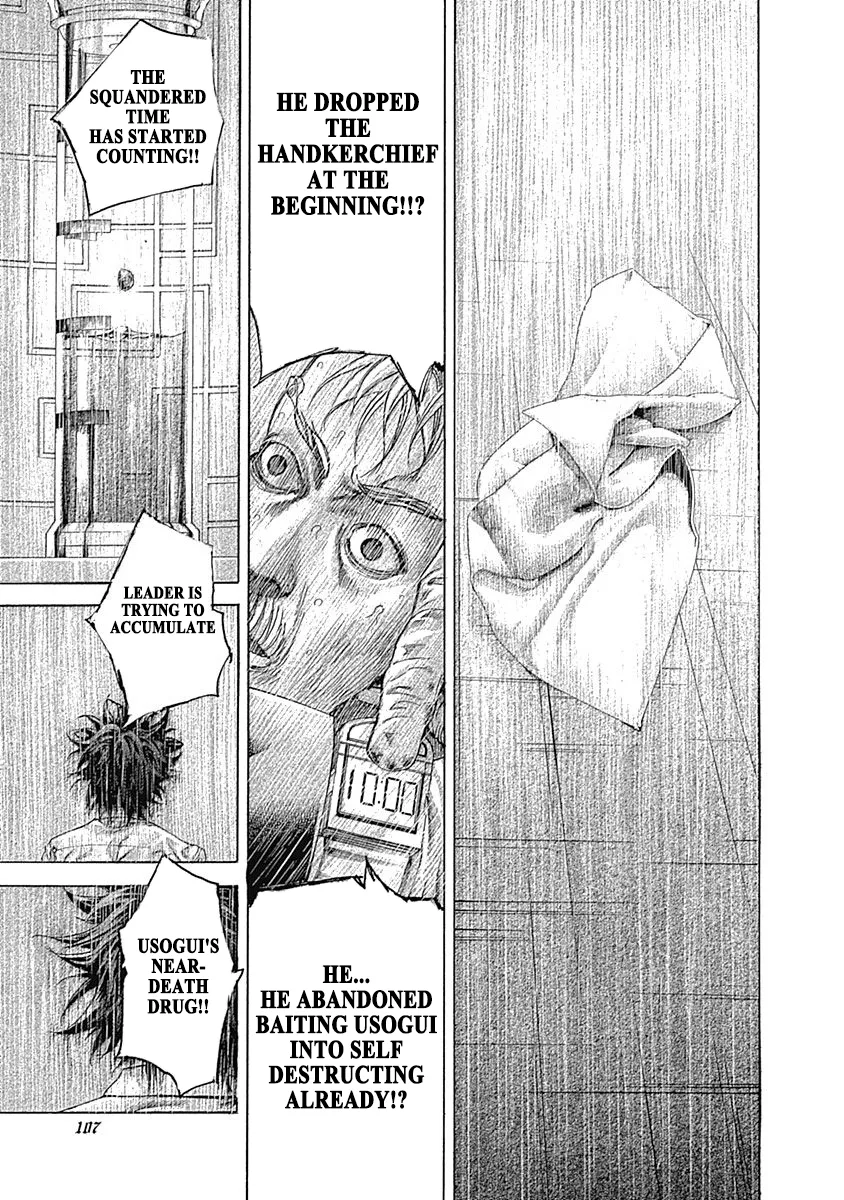 HE DROPPED
THE
HANDKERCHIEF
AT THE
BEGINNING!!?
10:00
HE...
HE ABANDONED
BAITING USOGUI
INTO SELF
DESTRUCTING
ALREADY!?
THE
SQUANDERED
TIME
HAS STARTED
COUNTING!!
LEADER IS
TRYING TO
ACCUMULATE
USOGUI'S
NEAR-
DEATH
DRUG!!
107